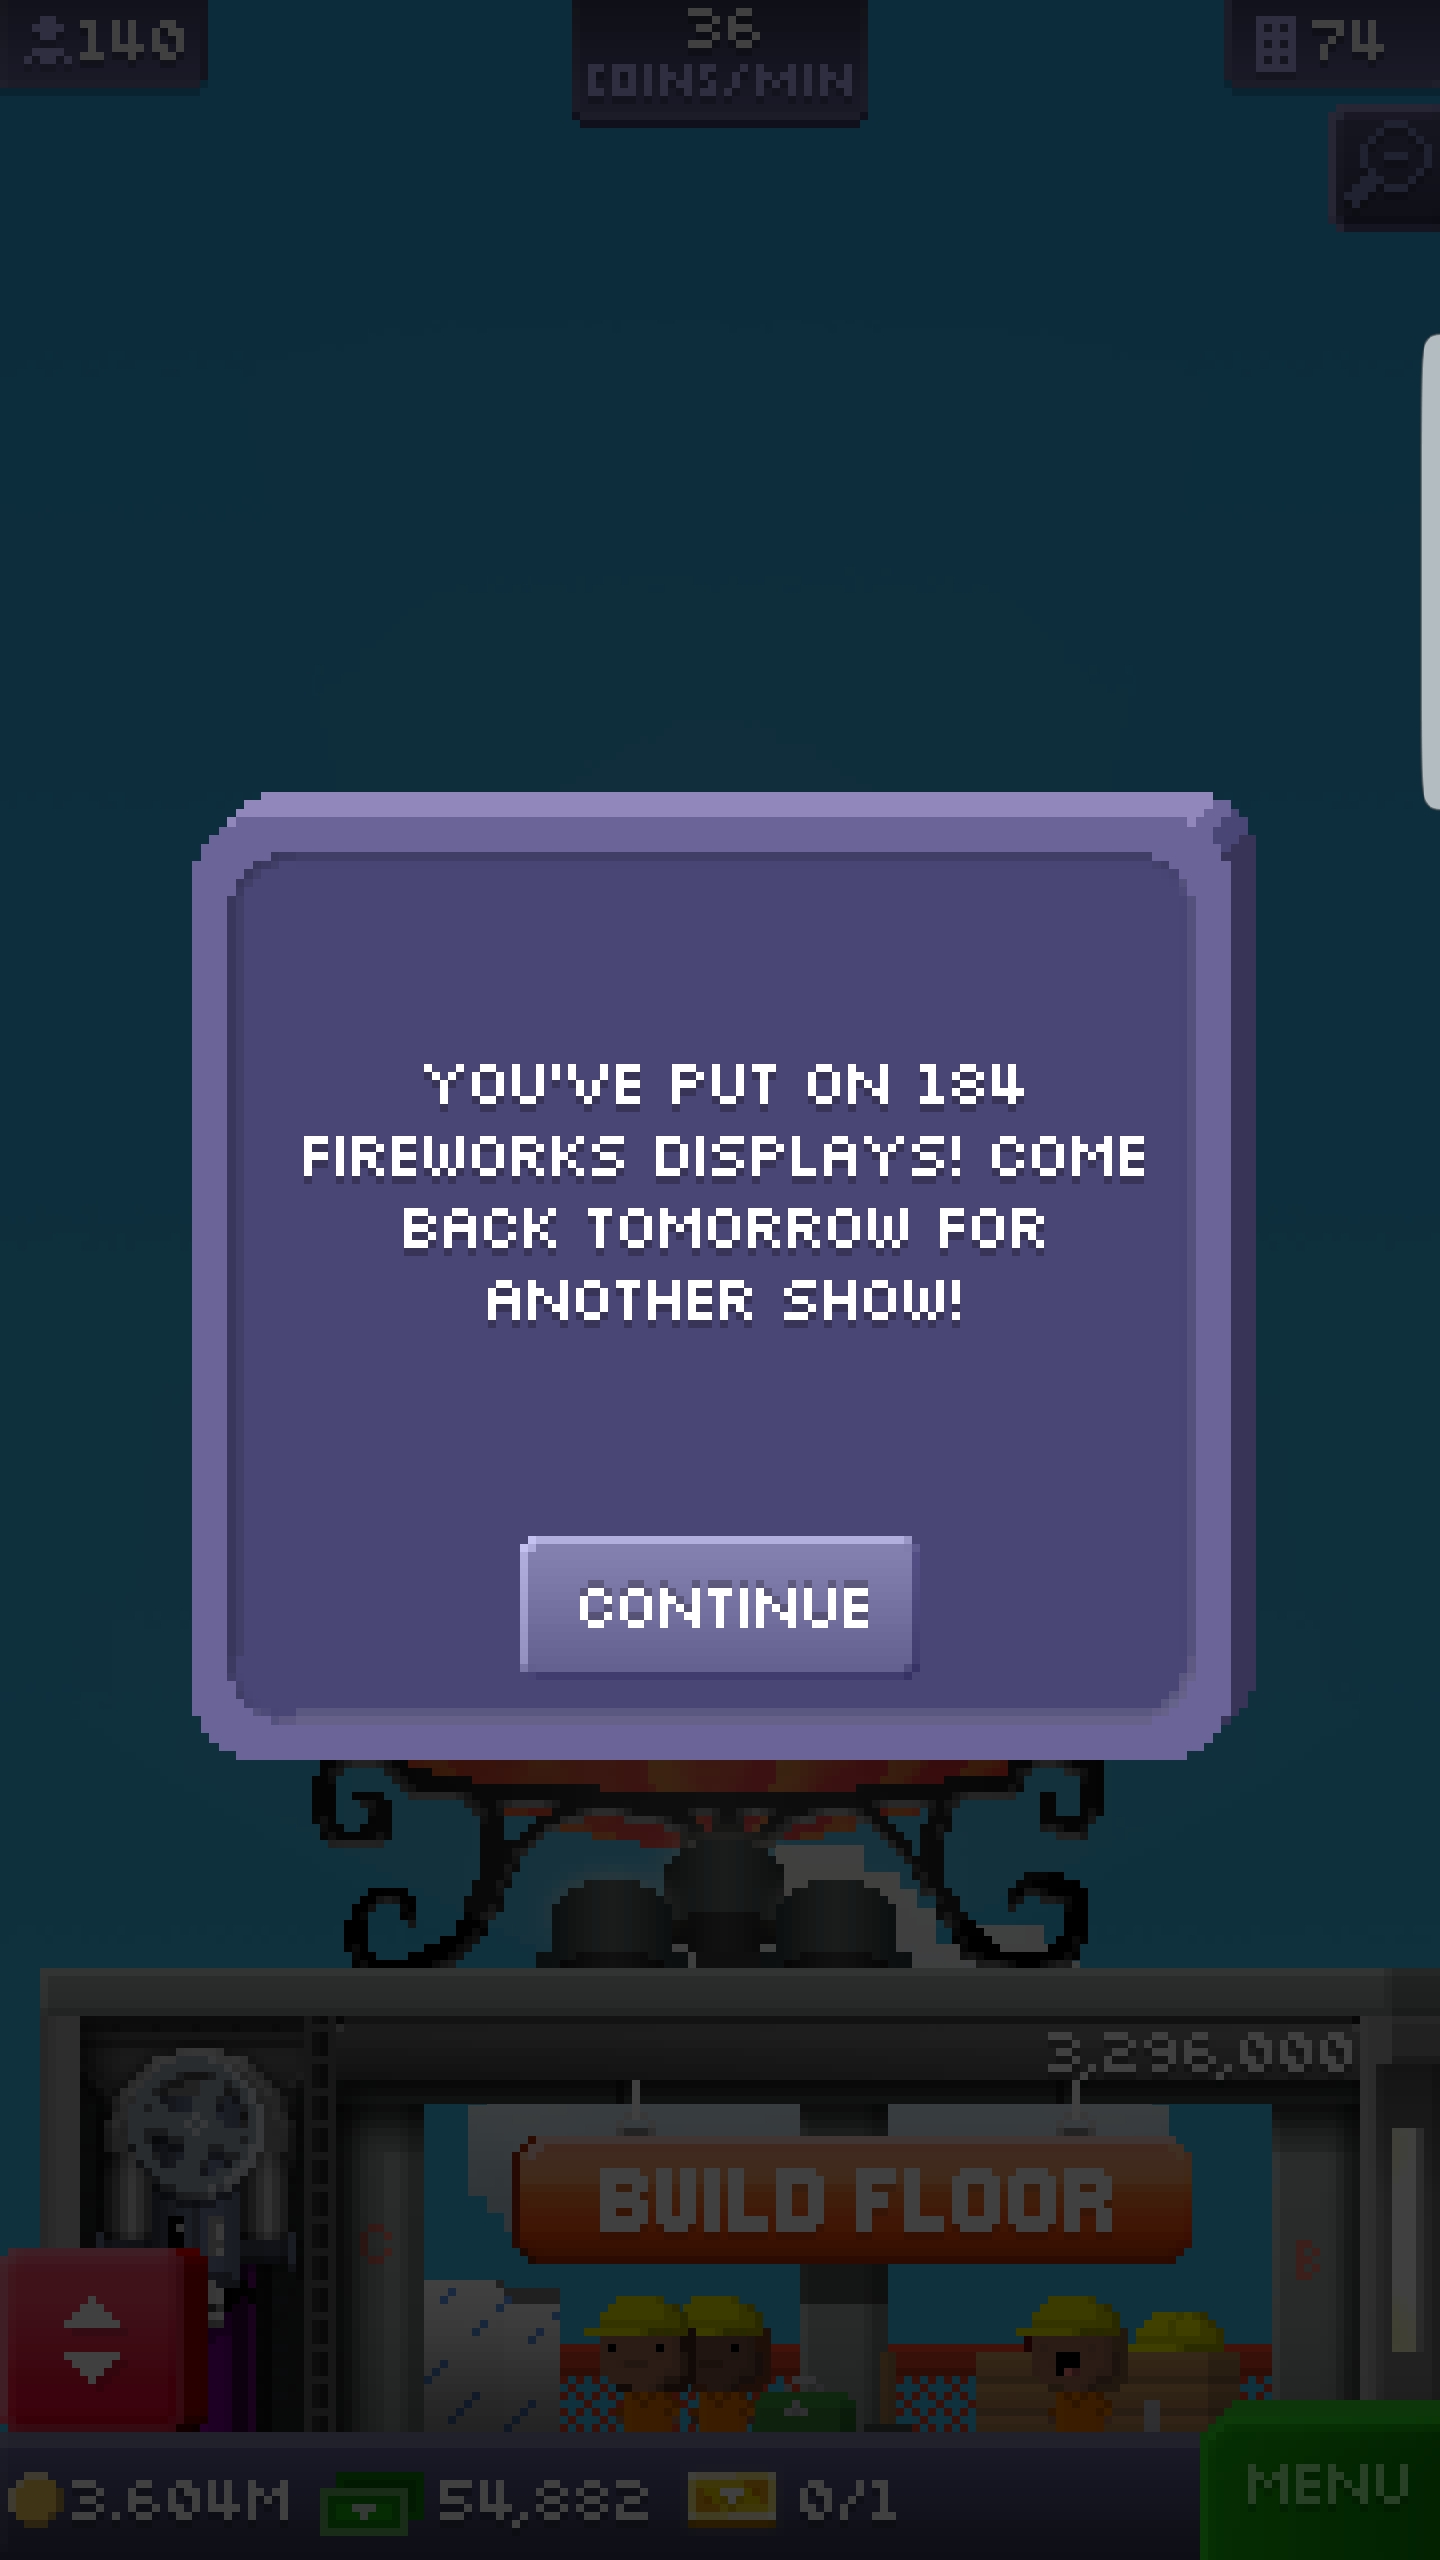 140
36
COINS/MIN
74
YOU'VE PUT ON 184
FIREWORKS DISPLAYS! COME
BACK TOMORROW FOR
ANOTHER SHOW!
CONTINUE
3,296,000
BUILD FLOOR
C
B
3.604M
54,882
0/1
MENU